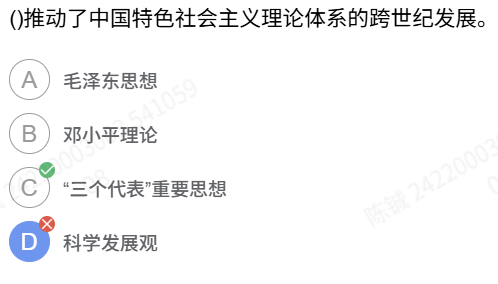 ()推动了中国特色社会主义理论体系的跨世纪发展。
A 毛泽东思想
B 邓小平理论
C “三个代表”重要思想
D 科学发展观